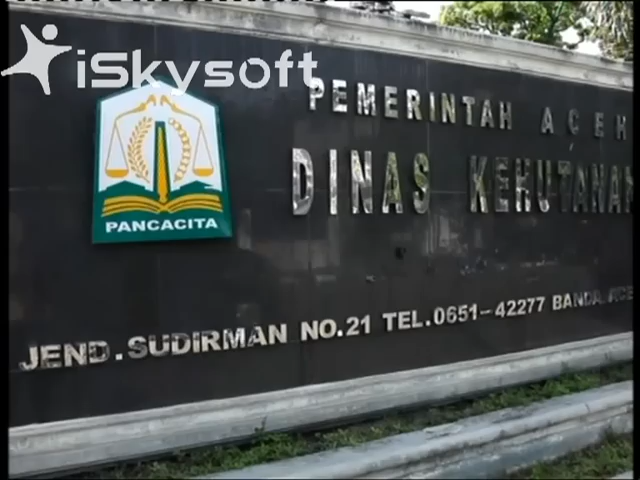 iSkysoft
PEMERINTAH ACEH
DINAS KEHUTANAN
PANCACITA
JEND. SUDIRMAN NO.21 TEL.0651-42277 BANDA ACE